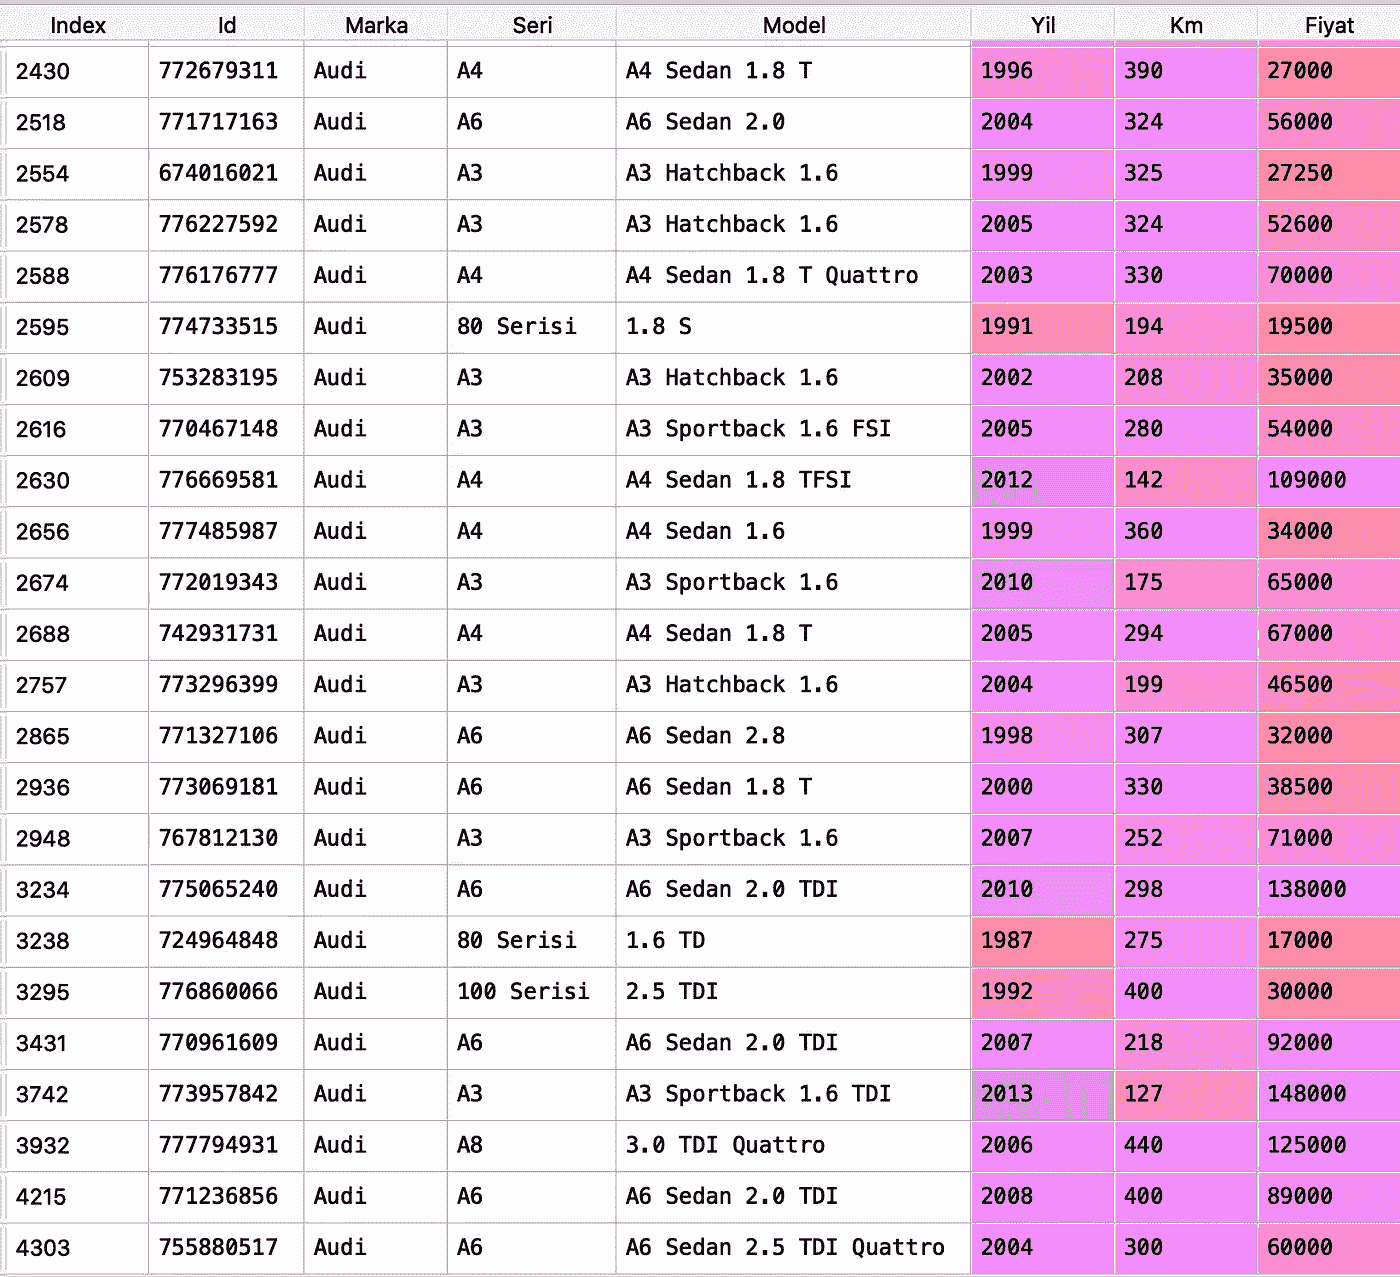 Index Id Marka Seri Model Yil Km Fiyat
2430 772679311 Audi A4 A4 Sedan 1.8 T 1996 390 27000
2518 771717163 Audi A6 A6 Sedan 2.0 2004 324 56000
2554 674016021 Audi A3 A3 Hatchback 1.6 1999 325 27250
2578 776227592 Audi A3 A3 Hatchback 1.6 2005 324 52600
2588 776176777 Audi A4 A4 Sedan 1.8 T Quattro 2003 330 70000
2595 774733515 Audi 80 Serisi 1.8 S 1991 194 19500
2609 753283195 Audi A3 A3 Hatchback 1.6 2002 208 35000
2616 770467148 Audi A3 A3 Sportback 1.6 FSI 2005 280 54000
2630 776669581 Audi A4 A4 Sedan 1.8 TFSI 2012 142 109000
2656 777485987 Audi A4 A4 Sedan 1.6 1999 360 34000
2674 772019343 Audi A3 A3 Sportback 1.6 2010 175 65000
2688 742931731 Audi A4 A4 Sedan 1.8 T 2005 294 67000
2757 773296399 Audi A3 A3 Hatchback 1.6 2004 199 46500
2865 771327106 Audi A6 A6 Sedan 2.8 1998 307 32000
2936 773069181 Audi A6 A6 Sedan 1.8 T 2000 330 38500
2948 767812130 Audi A3 A3 Sportback 1.6 2007 252 71000
3234 775065240 Audi A6 A6 Sedan 2.0 TDI 2010 298 138000
3238 724964848 Audi 80 Serisi 1.6 TD 1987 275 17000
3295 776860066 Audi 100 Serisi 2.5 TDI 1992 400 30000
3431 770961609 Audi A6 A6 Sedan 2.0 TDI 2007 218 92000
3742 773957842 Audi A3 A3 Sportback 1.6 TDI 2013 127 148000
3932 777794931 Audi A8 3.0 TDI Quattro 2006 440 125000
4215 771236856 Audi A6 A6 Sedan 2.0 TDI 2008 400 89000
4303 755880517 Audi A6 A6 Sedan 2.5 TDI Quattro 2004 300 60000